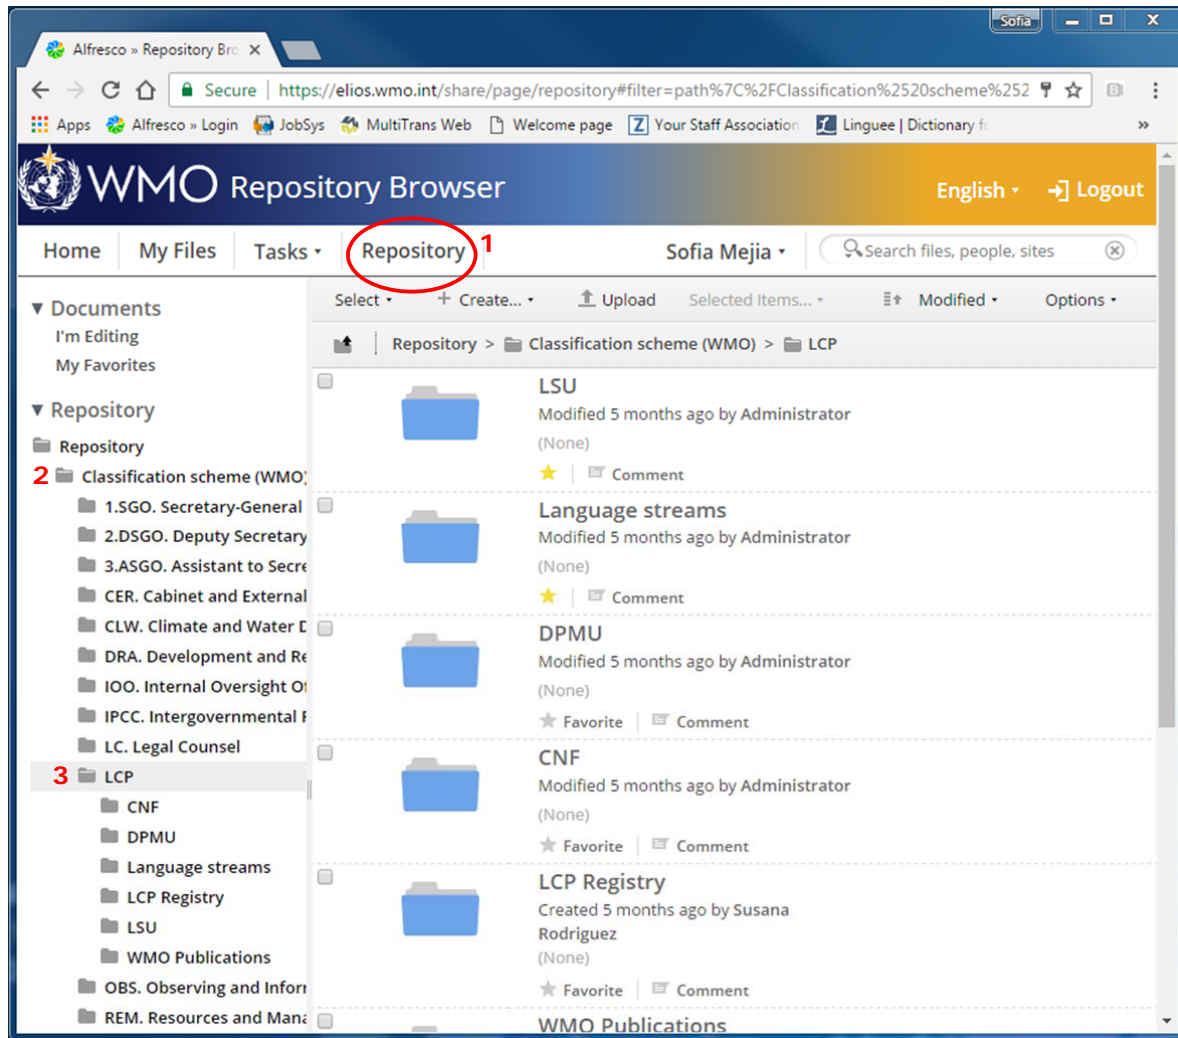 Sofia
Alfresco » Repository Bro
Secure | https://elios.wmo.int/share/page/repository#filter=path%7C%2FClassification%2520scheme%252
Apps Alfresco » Login JobSys MultiTrans Web Welcome page Your Staff Association Linguee | Dictionary fo »
WMO Repository Browser English Logout
Home My Files Tasks Repository 1 Sofia Mejia Search files, people, sites
Select + Create... Upload Selected Items... Modified Options
Repository > Classification scheme (WMO) > LCP
Documents
I'm Editing
My Favorites
Repository
Repository
2 Classification scheme (WMO)
1.SGO. Secretary-General
2.DSGO. Deputy Secretary
3.ASGO. Assistant to Secre
CER. Cabinet and External
CLW. Climate and Water D
DRA. Development and Re
IOO. Internal Oversight Of
IPCC. Intergovernmental P
LC. Legal Counsel
3 LCP
CNF
DPMU
Language streams
LCP Registry
LSU
WMO Publications
OBS. Observing and Inforr
REM. Resources and Mana
LSU
Modified 5 months ago by Administrator
(None)
Comment
Language streams
Modified 5 months ago by Administrator
(None)
Comment
DPMU
Modified 5 months ago by Administrator
(None)
Favorite Comment
CNF
Modified 5 months ago by Administrator
(None)
Favorite Comment
LCP Registry
Created 5 months ago by Susana
Rodriguez
(None)
Favorite Comment
WMO Publications